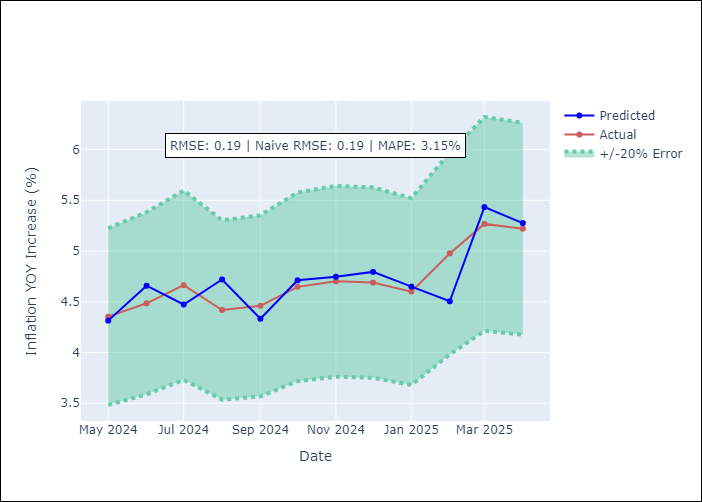 RMSE: 0.19 | Naive RMSE: 0.19 | MAPE: 3.15%
Predicted
Actual
+/-20% Error
Inflation YOY Increase (%)
6
5.5
5
4.5
4
3.5
May 2024
Jul 2024
Sep 2024
Nov 2024
Jan 2025
Mar 2025
Date